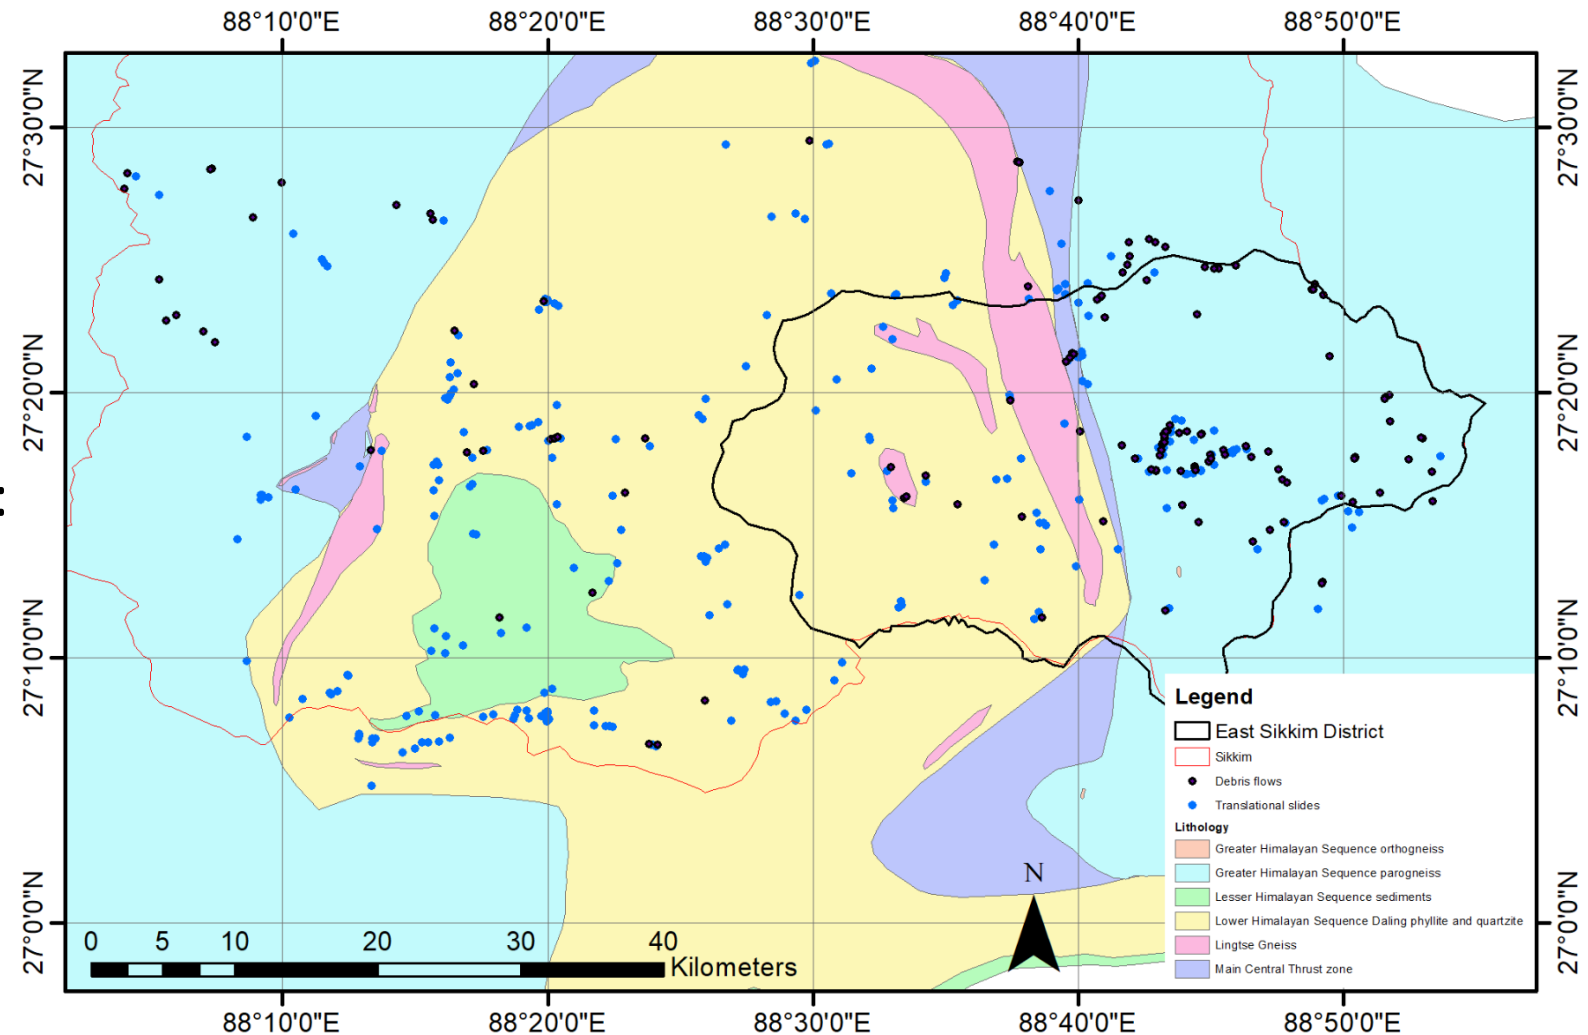 88°10'0"E 88°20'0"E 88°30'0"E 88°40'0"E 88°50'0"E
27°30'0"N 27°30'0"N
27°20'0"N 27°20'0"N
27°10'0"N 27°10'0"N
27°0'0"N 27°0'0"N
Legend
East Sikkim District
Sikkim
Debris flows
Translational slides
Lithology
Greater Himalayan Sequence orthogneiss
Greater Himalayan Sequence parogneiss
Lesser Himalayan Sequence sediments
Lower Himalayan Sequence Daling phyllite and quartzite
Lingtse Gneiss
Main Central Thrust zone
N
0 5 10 20 30 40
Kilometers
88°10'0"E 88°20'0"E 88°30'0"E 88°40'0"E 88°50'0"E